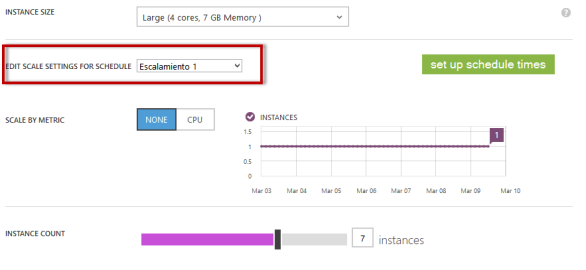 INSTANCE SIZE
Large (4 cores, 7 GB Memory )
?
EDIT SCALE SETTINGS FOR SCHEDULE
Escalamiento 1
set up schedule times
SCALE BY METRIC
NONE
CPU
INSTANCES
1.5
1
0.5
0
1
Mar 03
Mar 04
Mar 05
Mar 06
Mar 07
Mar 08
Mar 09
Mar 10
INSTANCE COUNT
7
instances